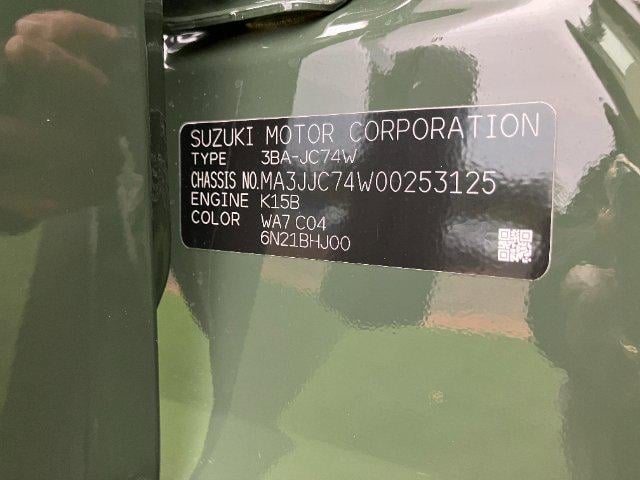 SUZUKI MOTOR CORPORATION
TYPE 3BA-JC74W
CHASSIS NO. MA3JJC74W00253125
ENGINE K15B
COLOR WA7 C04
6N21BHJ00